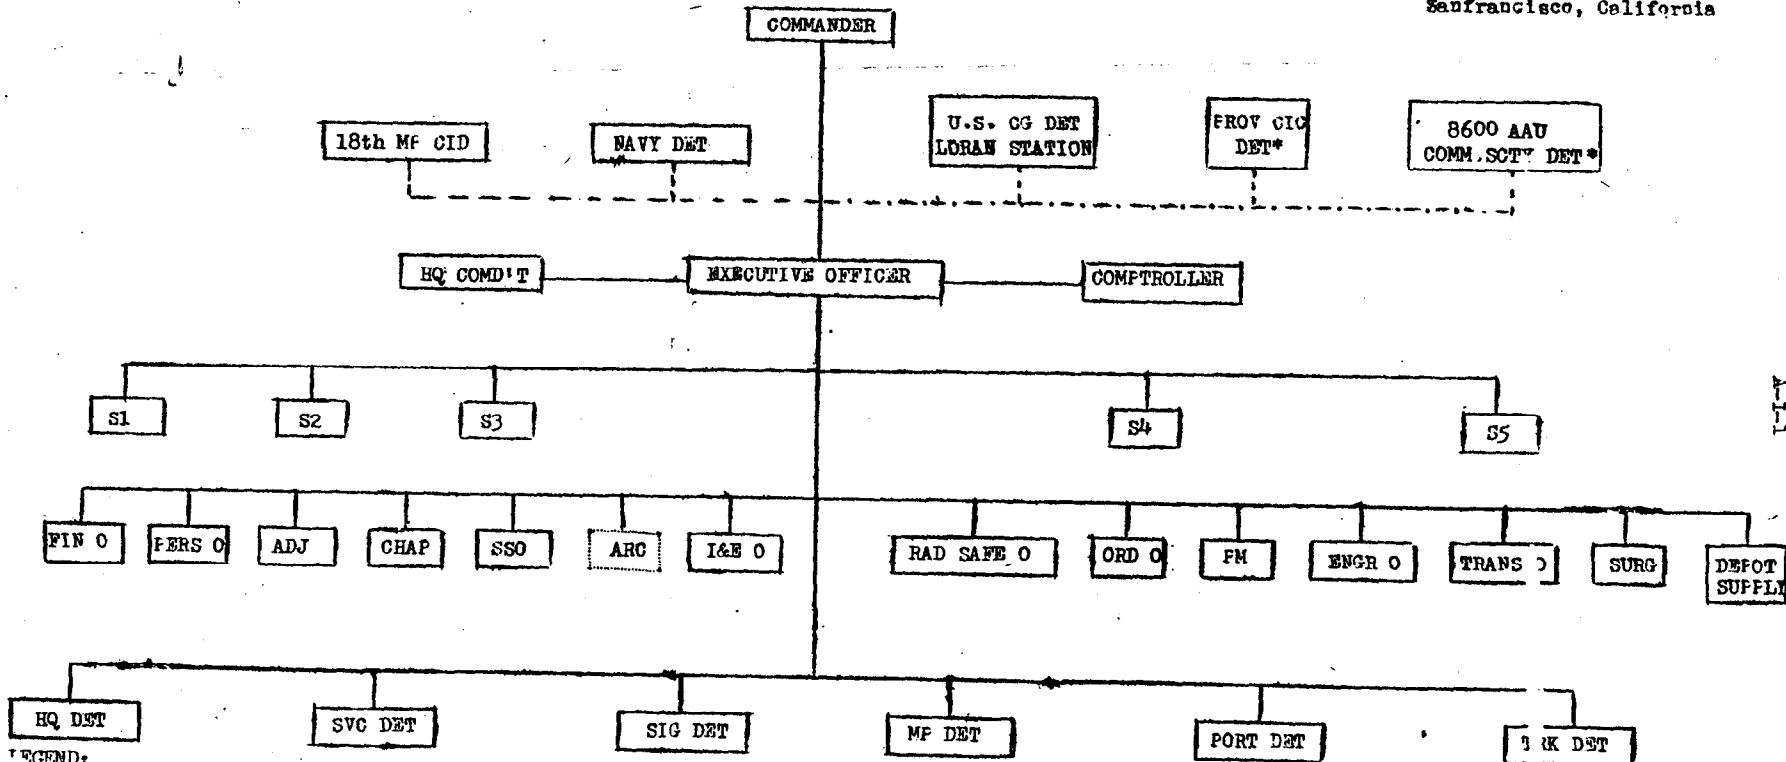 Sanfrancisco, California
COMMANDER
18th MP CID
NAVY DET
U.S. CG DET
LORAN STATION
PROV CIC
DET*
8600 AAU
COMM.SCTY DET*
HQ COMD'T
EXECUTIVE OFFICER
COMPTROLLER
S1
S2
S3
S4
S5
A-I-1
FIN O
PERS O
ADJ
CHAP
SSO
ARC
I&E O
RAD SAFE O
ORD O
PM
ENGR O
TRANS O
SURG
DEPOT
SUPPLY
HQ DET
SVC DET
SIG DET
MP DET
PORT DET
DET
LEGEND: